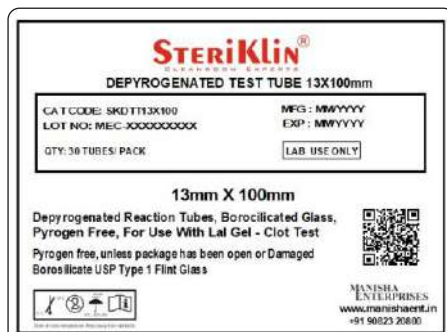 STERIKLIN®
CLEANROOM EXPERTS
DEPYROGENATED TEST TUBE 13X100mm
CAT CODE: SKDTT13X100
MFG : MM/YYYY
LOT NO: MEC-XXXXXXXXX
EXP : MM/YYYY
QTY: 30 TUBES/ PACK
LAB USE ONLY
13mm X 100mm
Depyrogenated Reaction Tubes, Borocilicated Glass,
Pyrogen Free, For Use With Lal Gel - Clot Test
Pyrogen free, unless package has been open or Damaged
Borosilicate USP Type 1 Flint Glass
MANISHA
ENTERPRISES
www.manishaent.in
+91 90823 20800